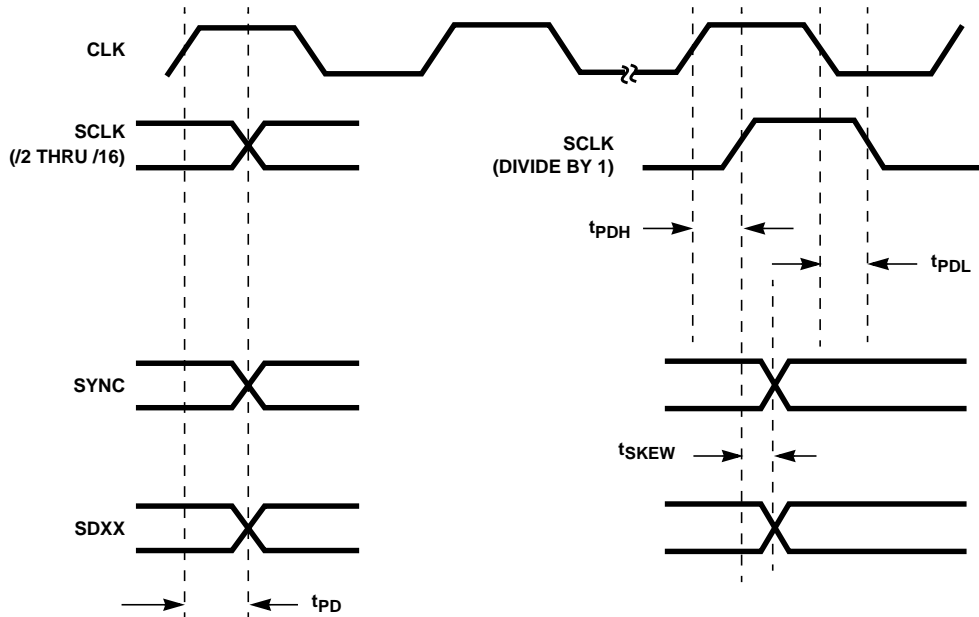 CLK
SCLK
(/2 THRU /16)
SCLK
(DIVIDE BY 1)
tPDH
tPDL
SYNC
tSKEW
SDXX
tPD